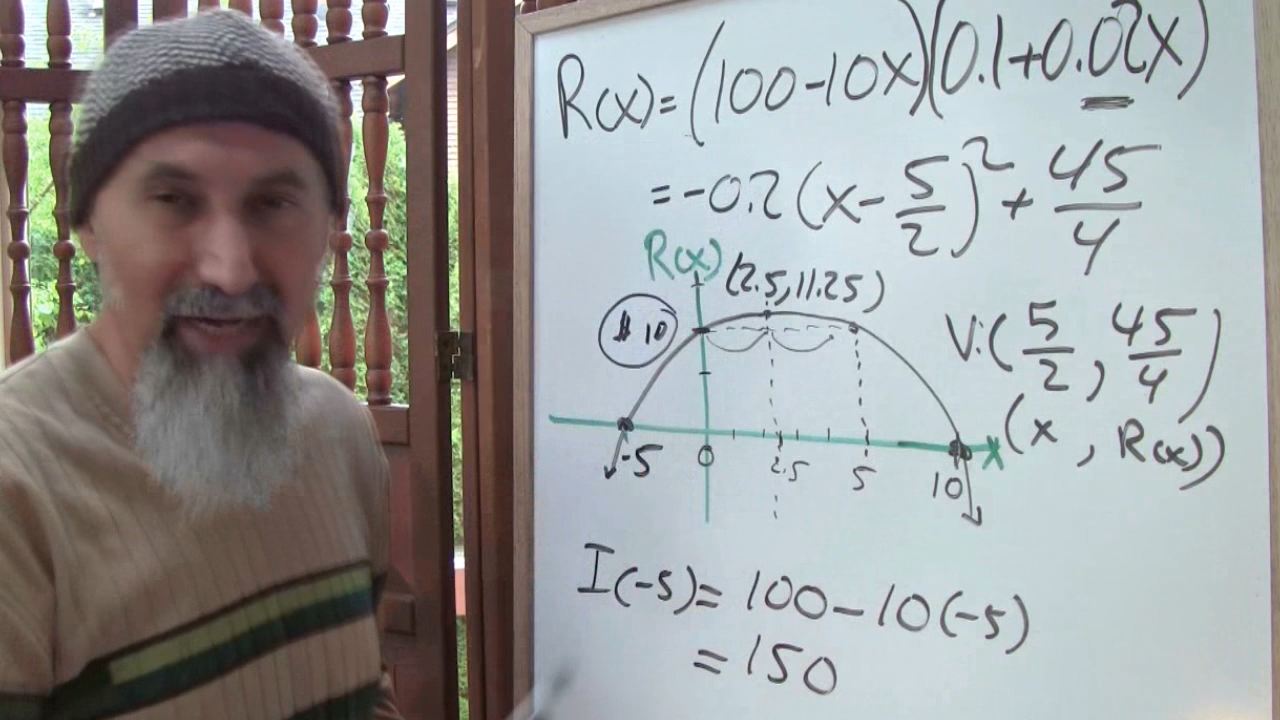 R(x)=(100-10x)(0.1+0.02x)
=-0.2(x-5/2)²+45/4
R(x)
(2.5,11.25)
$10
V:(5/2, 45/4)
(x, R(x))
-5 0 2.5 5 10 x
I(-5)=100-10(-5)
=150